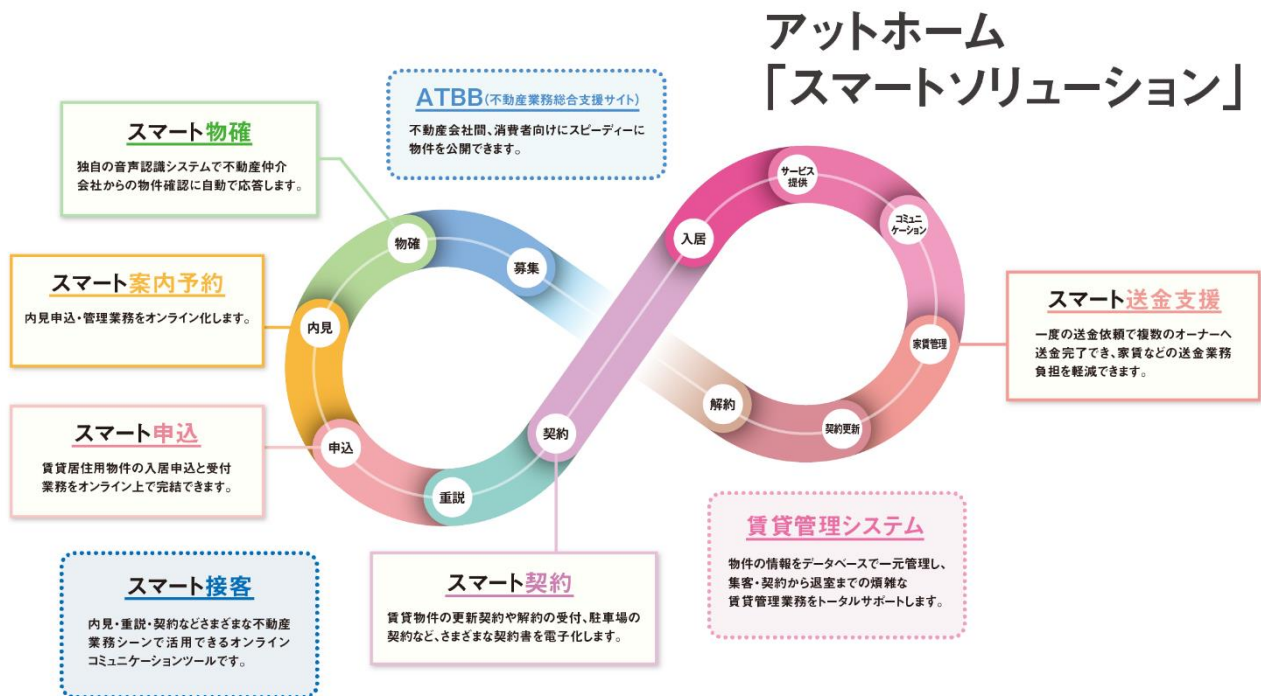 アットホーム
「スマートソリューション」
ATBB(不動産業務総合支援サイト)
不動産会社間、消費者向けにスピーディーに
物件を公開できます。
スマート物確
独自の音声認識システムで不動産仲介
会社からの物件確認に自動で応答します。
スマート案内予約
内見申込・管理業務をオンライン化します。
スマート申込
賃貸居住用物件の入居申込と受付
業務をオンライン上で完結できます。
スマート接客
内見・重説・契約などさまざまな不動産
業務シーンで活用できるオンライン
コミュニケーションツールです。
募集
物確
内見
申込
重説
契約
入居
サービス
提供
コミュニ
ケーション
家賃管理
契約更新
解約
スマート契約
賃貸物件の更新契約や解約の受付、駐車場の
契約など、さまざまな契約書を電子化します。
スマート送金支援
一度の送金依頼で複数のオーナーへ
送金完了でき、家賃などの送金業務
負担を軽減できます。
賃貸管理システム
物件の情報をデータベースで一元管理し、
集客・契約から退室までの煩雑な
賃貸管理業務をトータルサポートします。